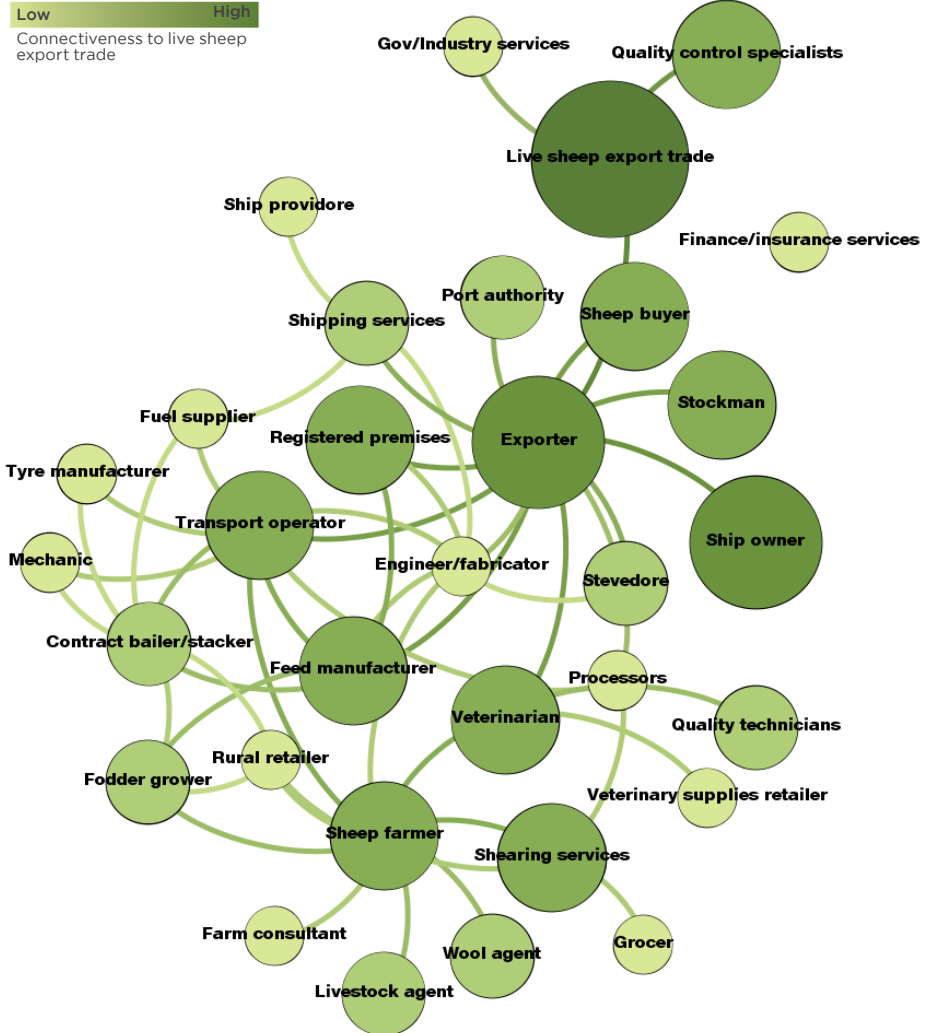 Low
High
Connectiveness to live sheep
export trade
Gov/Industry services
Quality control specialists
Live sheep export trade
Ship providore
Finance/insurance services
Port authority
Sheep buyer
Shipping services
Stockman
Fuel supplier
Registered premises
Exporter
Tyre manufacturer
Transport operator
Ship owner
Mechanic
Engineer/fabricator
Stevedore
Contract bailer/stacker
Feed manufacturer
Processors
Veterinarian
Quality technicians
Rural retailer
Fodder grower
Veterinary supplies retailer
Sheep farmer
Shearing services
Farm consultant
Grocer
Wool agent
Livestock agent